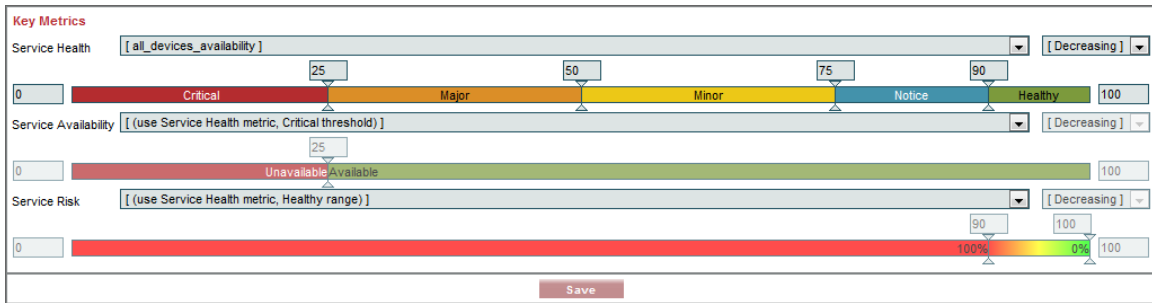 Key Metrics
Service Health [ all_devices_availability ] [ Decreasing ]
25 50 75 90
0 Critical Major Minor Notice Healthy 100
Service Availability [ (use Service Health metric, Critical threshold) ] [ Decreasing ]
25
0 Unavailable Available 100
Service Risk [ (use Service Health metric, Healthy range) ] [ Decreasing ]
90 100
0 100% 0% 100
Save